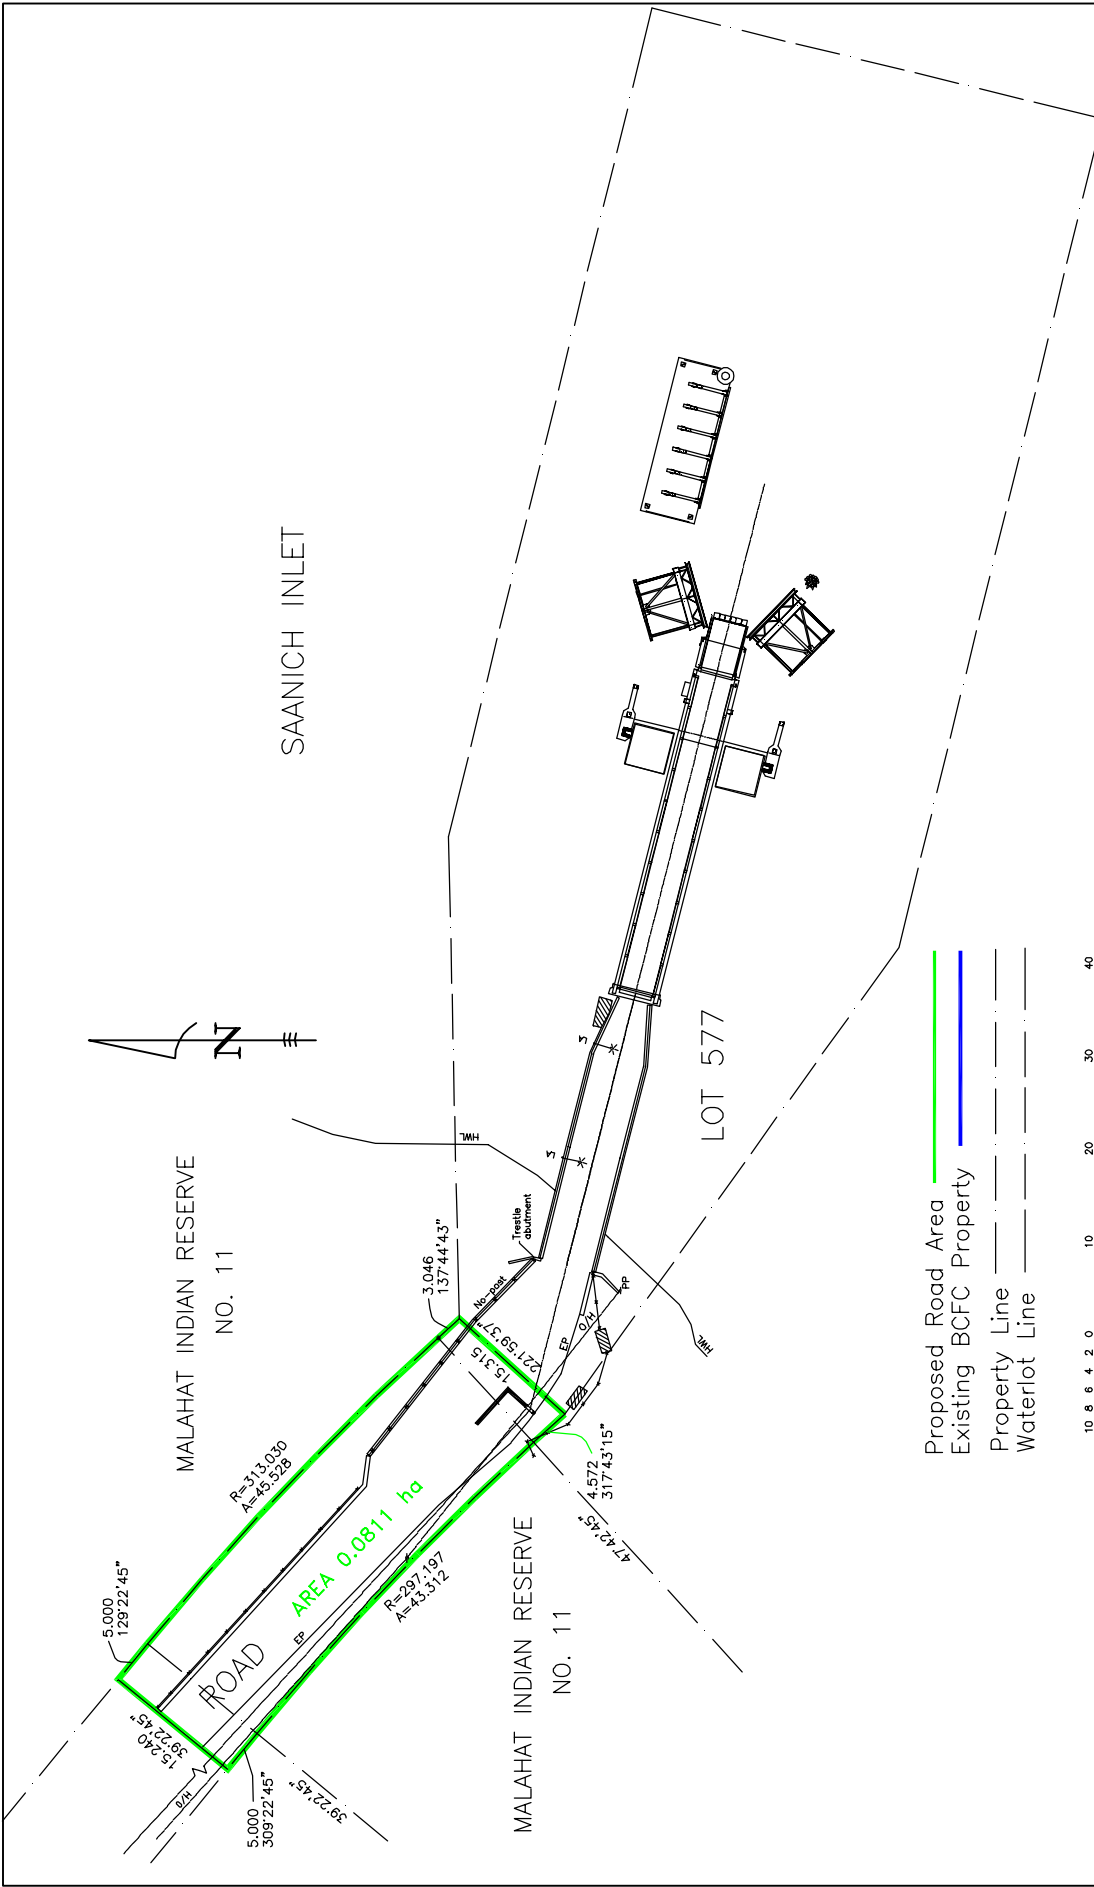 SAANICH INLET
N
MALAHAT INDIAN RESERVE
NO. 11
HWL
Trestle
abutment
No-post
3.046
137°44'43"
221°59'37"
15.315
R=313.030
A=45.528
5.000
129°22'45"
ROAD
AREA 0.0811 ha
EP
15.240
39°22'45"
O/H
5.000
309°22'45"
39°22'45"
R=297.197
A=43.312
MALAHAT INDIAN RESERVE
NO. 11
4.572
317°43'15"
47°42'45"
EP
O/H
PP
HWL
LOT 577
Proposed Road Area
Existing BCFC Property
Property Line
Waterlot Line
10 8 6 4 2 0 10 20 30 40